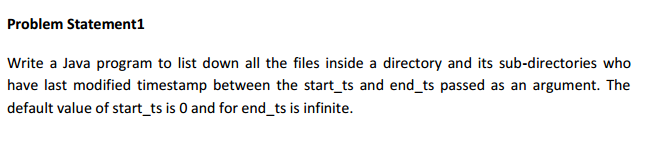 Problem Statement1
Write a Java program to list down all the files inside a directory and its sub-directories who
have last modified timestamp between the start_ts and end_ts passed as an argument. The
default value of start_ts is 0 and for end_ts is infinite.